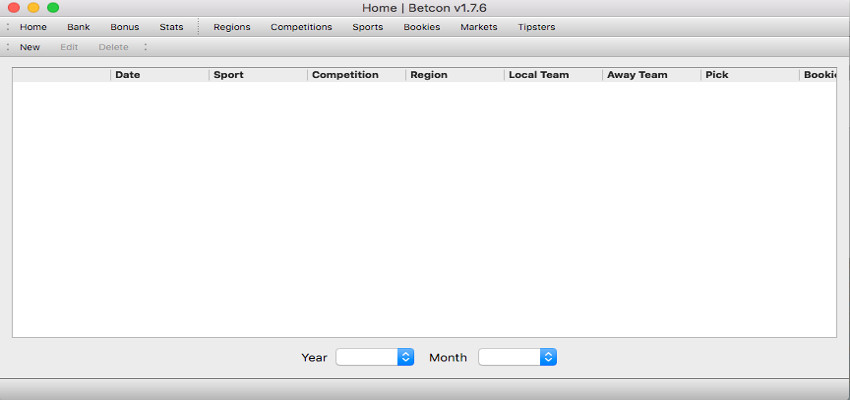 Home | Betcon v1.7.6
Home Bank Bonus Stats Regions Competitions Sports Bookies Markets Tipsters
New Edit Delete
Date Sport Competition Region Local Team Away Team Pick Bookie
Year Month